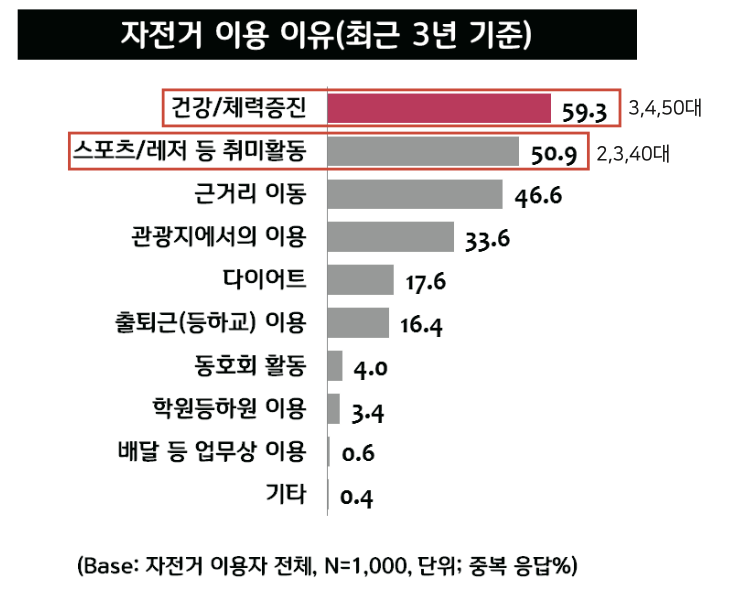 자전거 이용 이유(최근 3년 기준)
건강/체력증진 59.3 3,4,50대
스포츠/레저 등 취미활동 50.9 2,3,40대
근거리 이동 46.6
관광지에서의 이용 33.6
다이어트 17.6
출퇴근(등하교) 이용 16.4
동호회 활동 4.0
학원등하원 이용 3.4
배달 등 업무상 이용 0.6
기타 0.4
(Base: 자전거 이용자 전체, N=1,000, 단위; 중복 응답%)